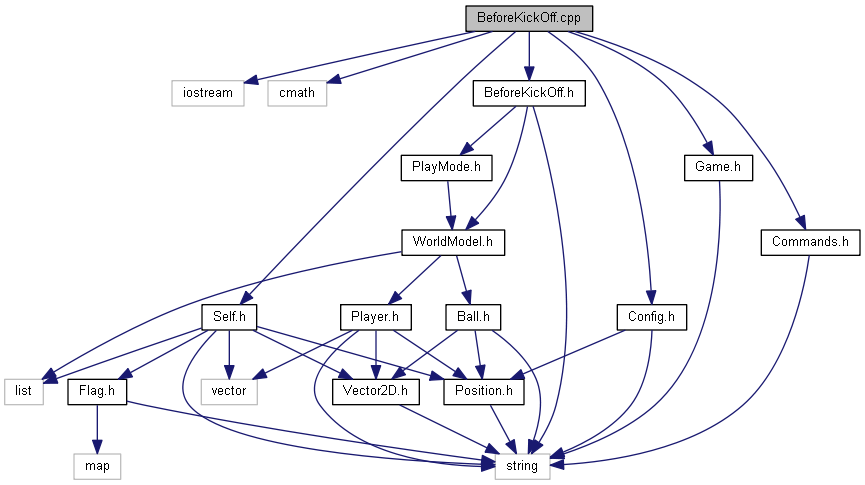 BeforeKickOff.cpp
iostream
cmath
BeforeKickOff.h
PlayMode.h
Game.h
WorldModel.h
Commands.h
Self.h
Player.h
Ball.h
Config.h
list
Flag.h
vector
Vector2D.h
Position.h
map
string